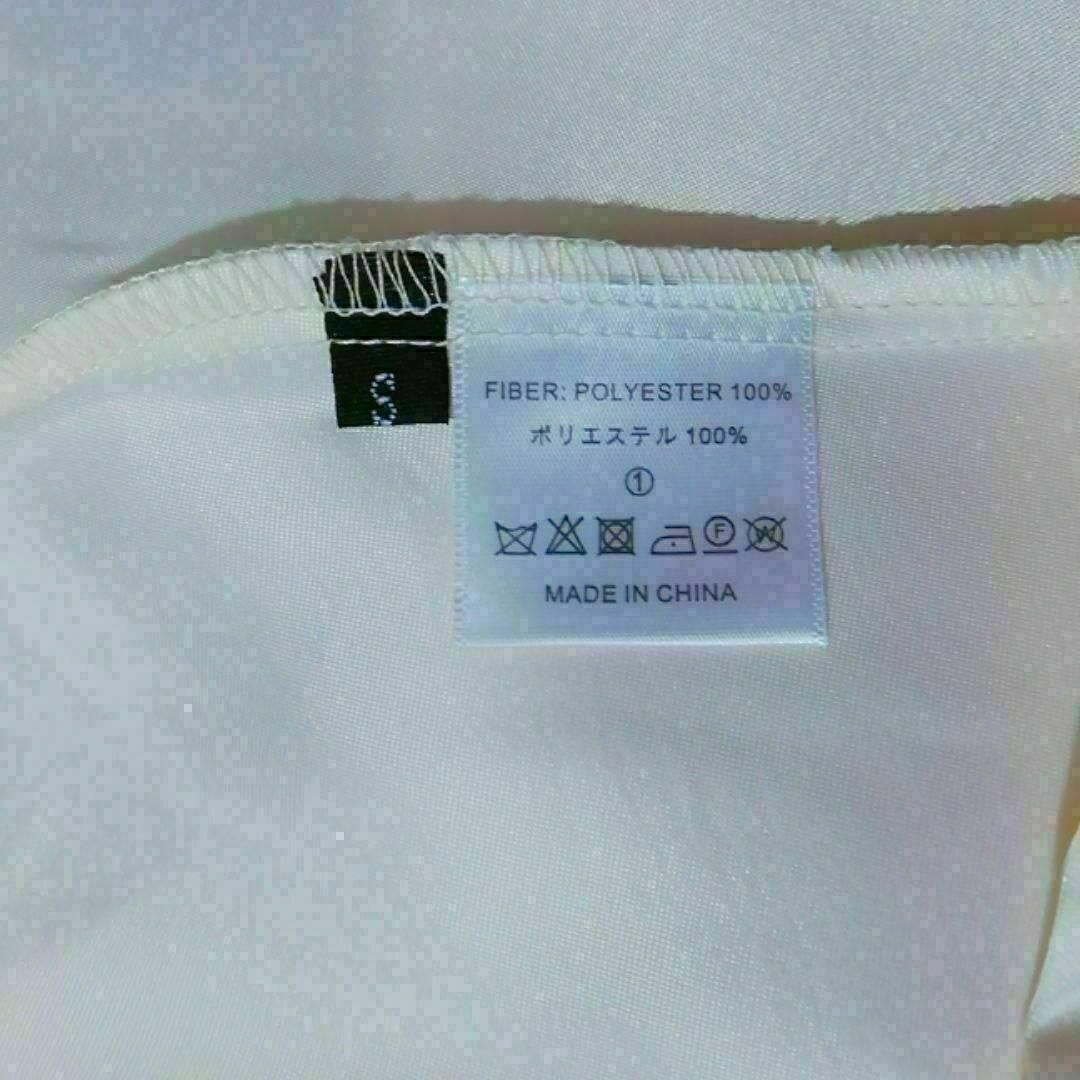 S
FIBER: POLYESTER 100%
ポリエステル 100%
①
F W
MADE IN CHINA